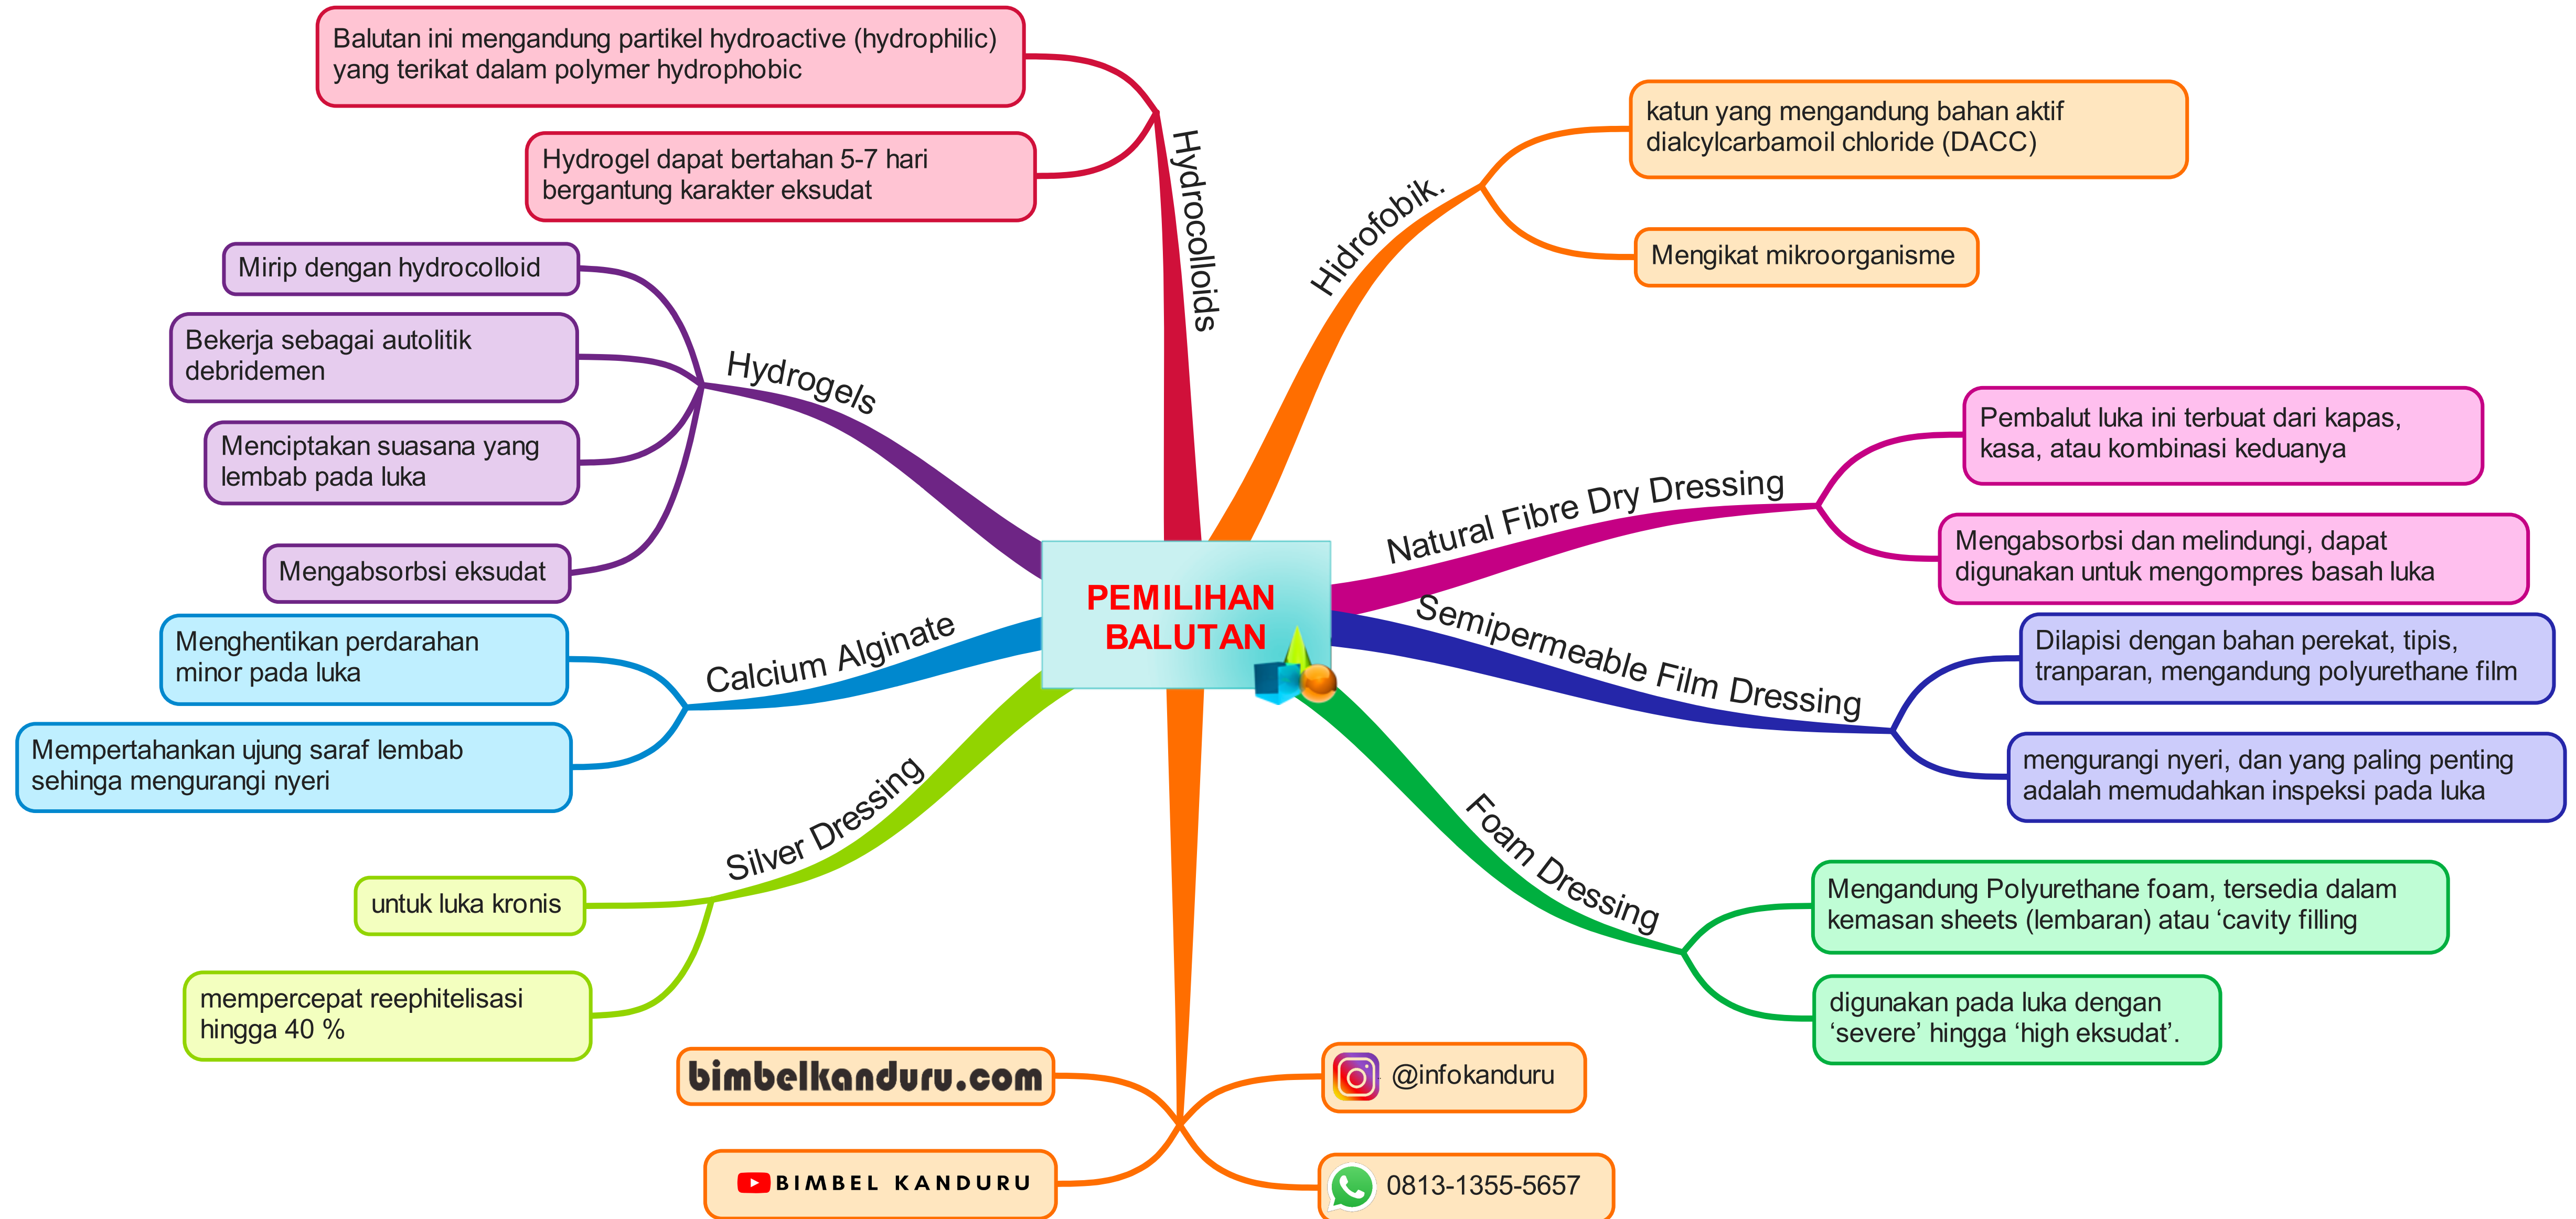 PEMILIHAN
BALUTAN
Hidrofobik.
katun yang mengandung bahan aktif
dialcylcarbamoil chloride (DACC)
Mengikat mikroorganisme
Natural Fibre Dry Dressing
Pembalut luka ini terbuat dari kapas,
kasa, atau kombinasi keduanya
Mengabsorbsi dan melindungi, dapat
digunakan untuk mengompres basah luka
Semipermeable Film Dressing
Dilapisi dengan bahan perekat, tipis,
tranparan, mengandung polyurethane film
mengurangi nyeri, dan yang paling penting
adalah memudahkan inspeksi pada luka
Foam Dressing
Mengandung Polyurethane foam, tersedia dalam
kemasan sheets (lembaran) atau ‘cavity filling
digunakan pada luka dengan
‘severe’ hingga ‘high eksudat’.
@infokanduru
0813-1355-5657
bimbelkanduru.com
BIMBEL KANDURU
Silver Dressing
untuk luka kronis
mempercepat reephitelisasi
hingga 40 %
Calcium Alginate
Menghentikan perdarahan
minor pada luka
Mempertahankan ujung saraf lembab
sehinga mengurangi nyeri
Hydrogels
Mirip dengan hydrocolloid
Bekerja sebagai autolitik
debridemen
Menciptakan suasana yang
lembab pada luka
Mengabsorbsi eksudat
Hydrocolloids
Balutan ini mengandung partikel hydroactive (hydrophilic)
yang terikat dalam polymer hydrophobic
Hydrogel dapat bertahan 5-7 hari
bergantung karakter eksudat